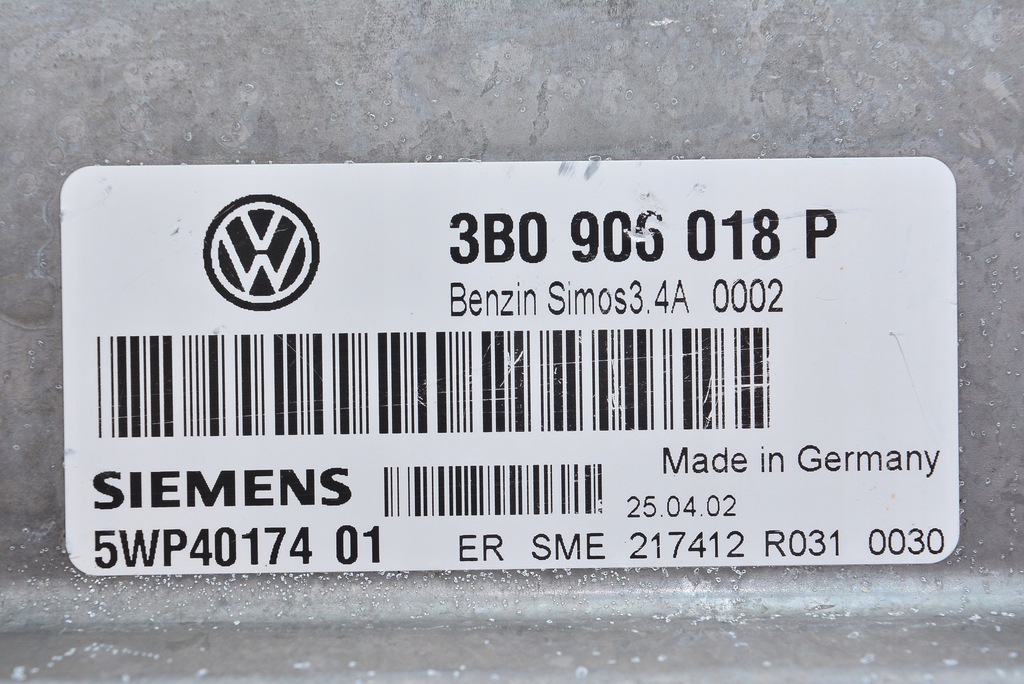 3B0 906 018 P
Benzin Simos3.4A 0002
Made in Germany
SIEMENS
25.04.02
5WP40174 01 ER SME 217412 R031 0030